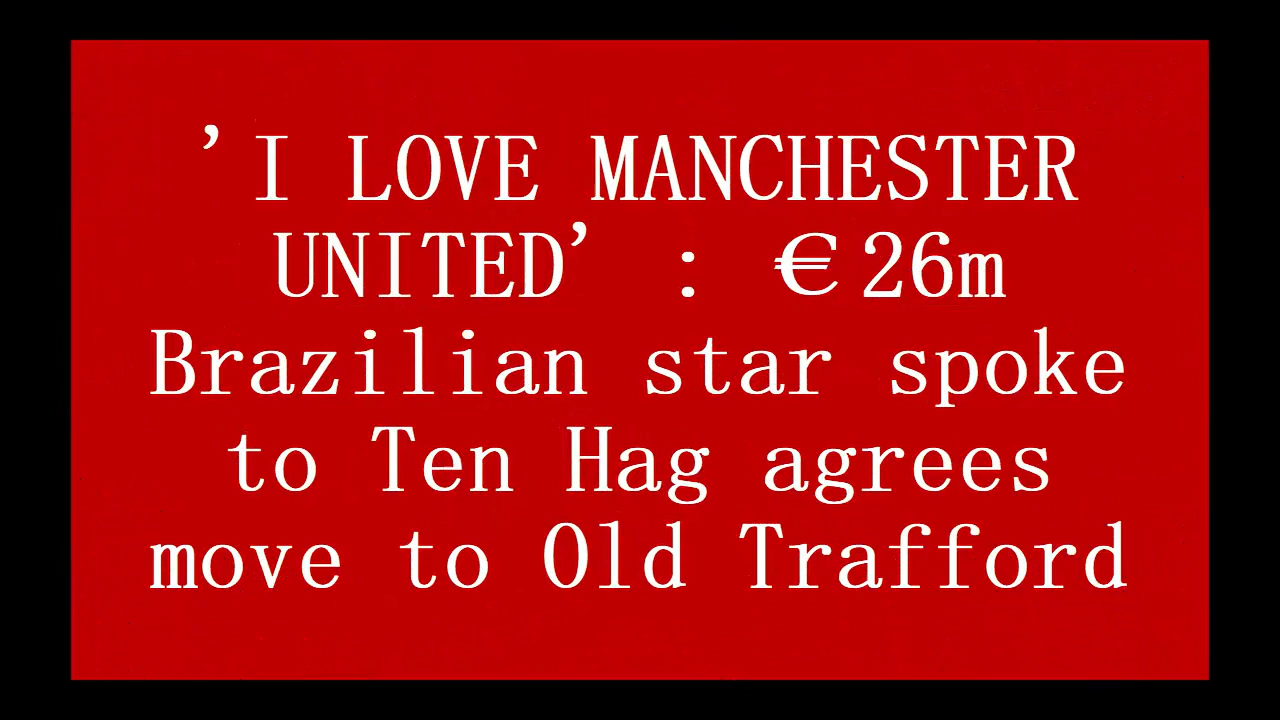 ’I LOVE MANCHESTER
UNITED’ : €26m
Brazilian star spoke
to Ten Hag agrees
move to Old Trafford